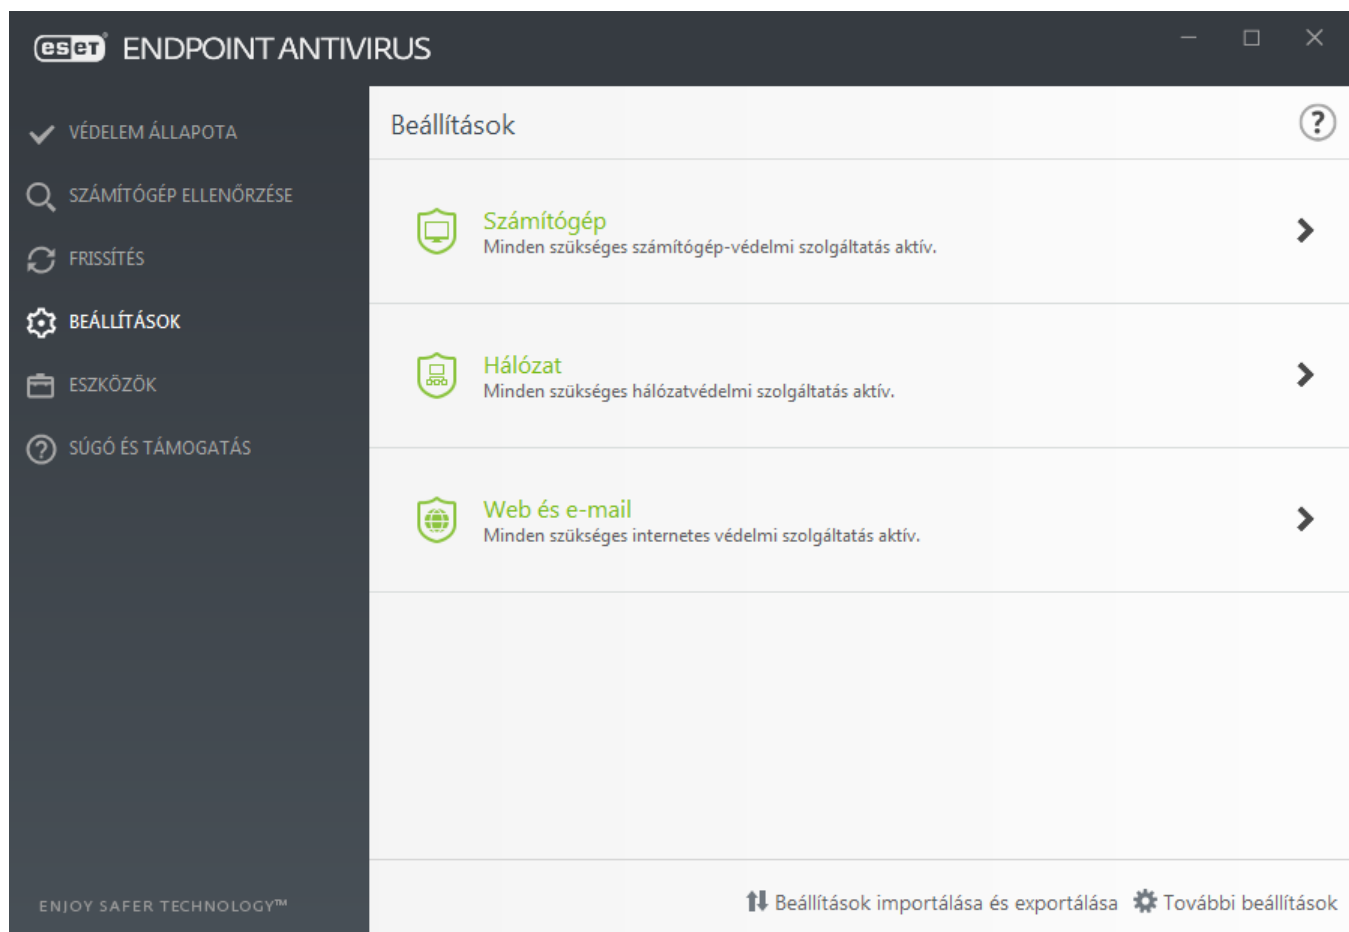 eset ENDPOINT ANTIVIRUS
VÉDELEM ÁLLAPOTA
SZÁMÍTÓGÉP ELLENŐRZÉSE
FRISSÍTÉS
BEÁLLÍTÁSOK
ESZKÖZÖK
SÚGÓ ÉS TÁMOGATÁS
ENJOY SAFER TECHNOLOGY™
Beállítások
?
Számítógép
Minden szükséges számítógép-védelmi szolgáltatás aktív.
Hálózat
Minden szükséges hálózatvédelmi szolgáltatás aktív.
Web és e-mail
Minden szükséges internetes védelmi szolgáltatás aktív.
Beállítások importálása és exportálása
További beállítások